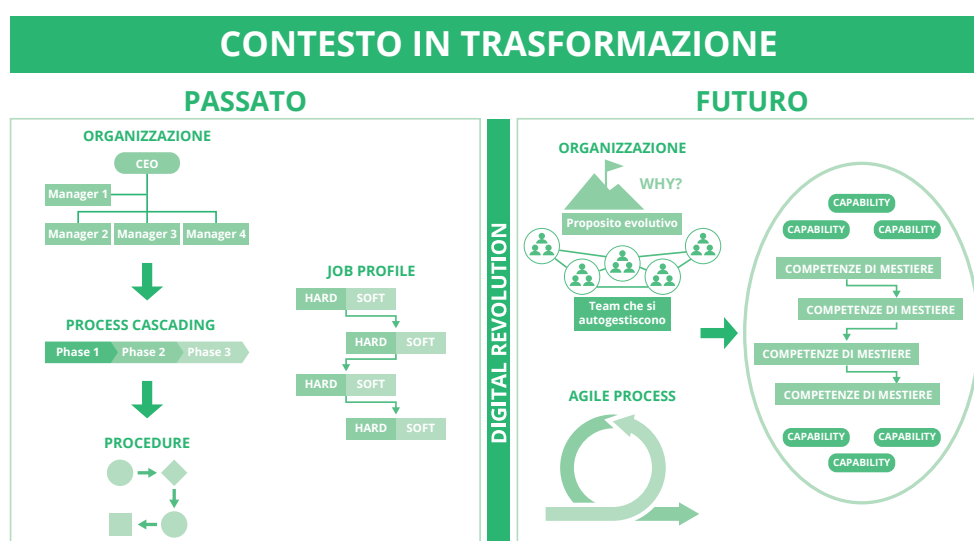 CONTESTO IN TRASFORMAZIONE
PASSATO
ORGANIZZAZIONE
CEO
Manager 1
Manager 2 Manager 3 Manager 4
PROCESS CASCADING
Phase 1 Phase 2 Phase 3
PROCEDURE
JOB PROFILE
HARD SOFT
HARD SOFT
HARD SOFT
HARD SOFT
DIGITAL REVOLUTION
FUTURO
ORGANIZZAZIONE
WHY?
Proposito evolutivo
Team che si
autogestiscono
AGILE PROCESS
CAPABILITY
CAPABILITY CAPABILITY
COMPETENZE DI MESTIERE
COMPETENZE DI MESTIERE
COMPETENZE DI MESTIERE
COMPETENZE DI MESTIERE
CAPABILITY CAPABILITY
CAPABILITY